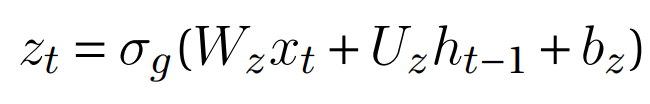 z_t = σ_g(W_z x_t + U_z h_{t−1} + b_z)